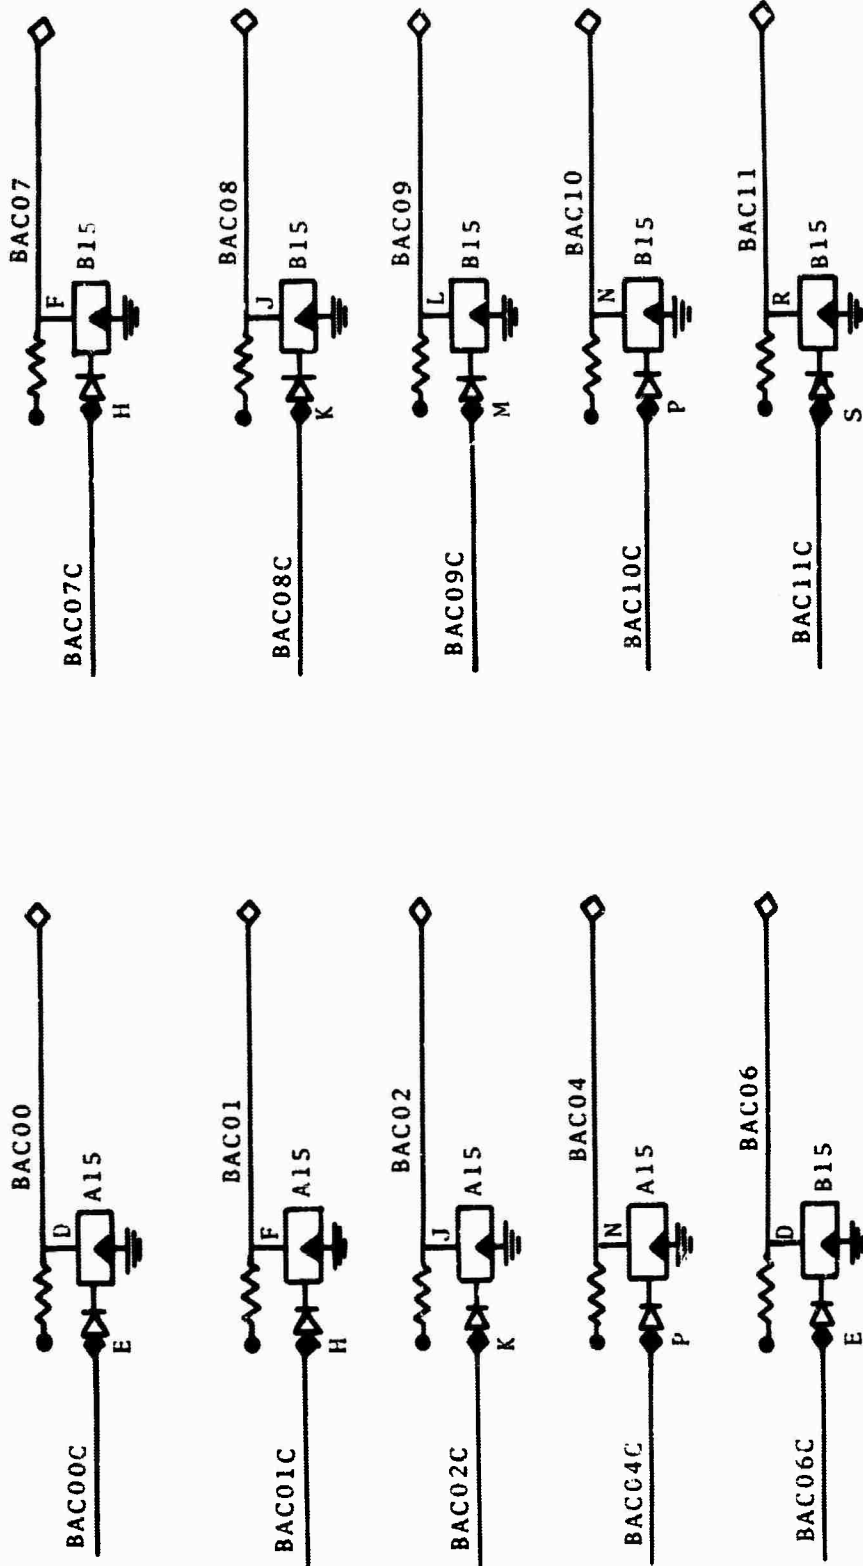 BAC07
F
B15
H
BAC07C
BAC08
J
B15
K
BAC08C
BAC09
L
B15
M
BAC09C
BAC10
N
B15
P
BAC10C
BAC11
R
B15
S
BAC11C
BAC00
D
A15
E
BAC00C
BAC01
F
A15
H
BAC01C
BAC02
J
A15
K
BAC02C
BAC04
N
A15
P
BAC04C
BAC06
D
B15
E
BAC06C